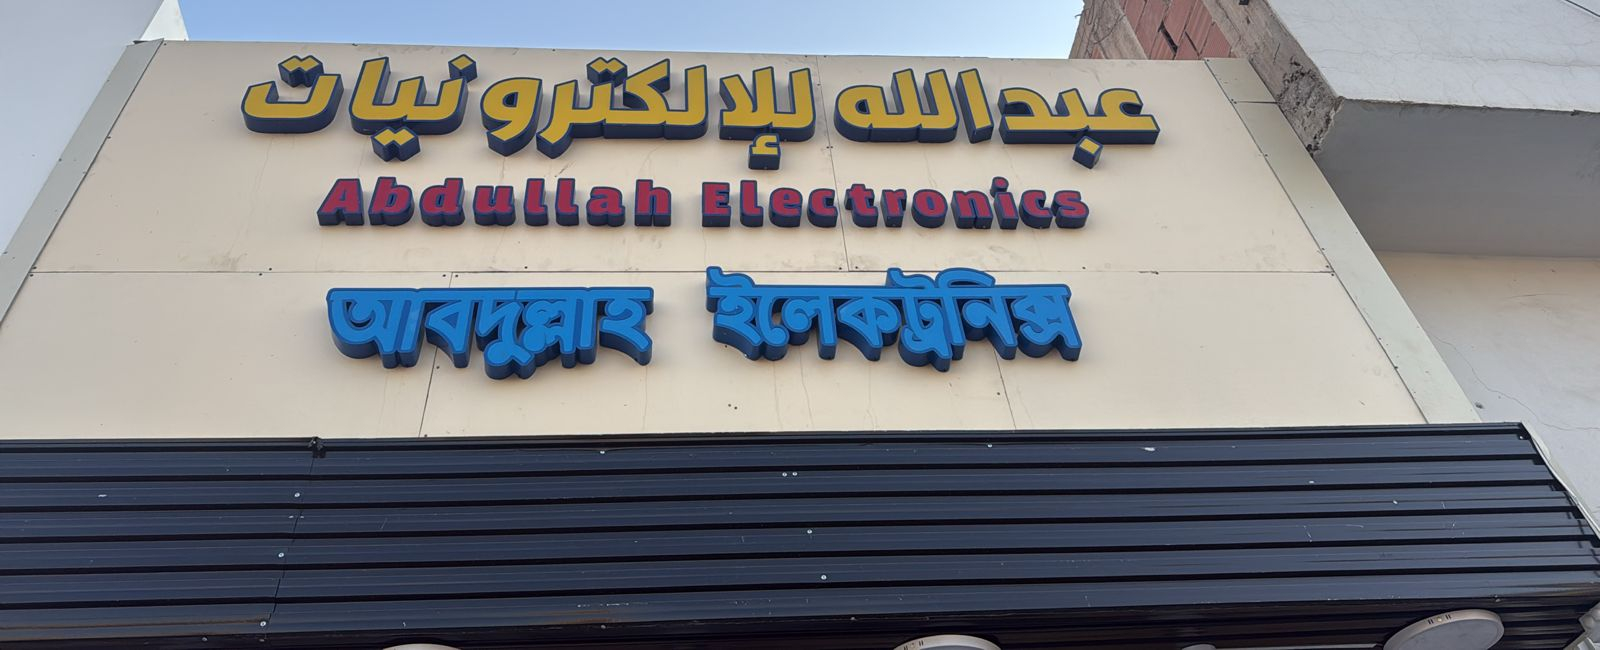 عبدالله للإلكترونيات
Abdullah Electronics
আবদুল্লাহ ইলেকট্রনিক্স